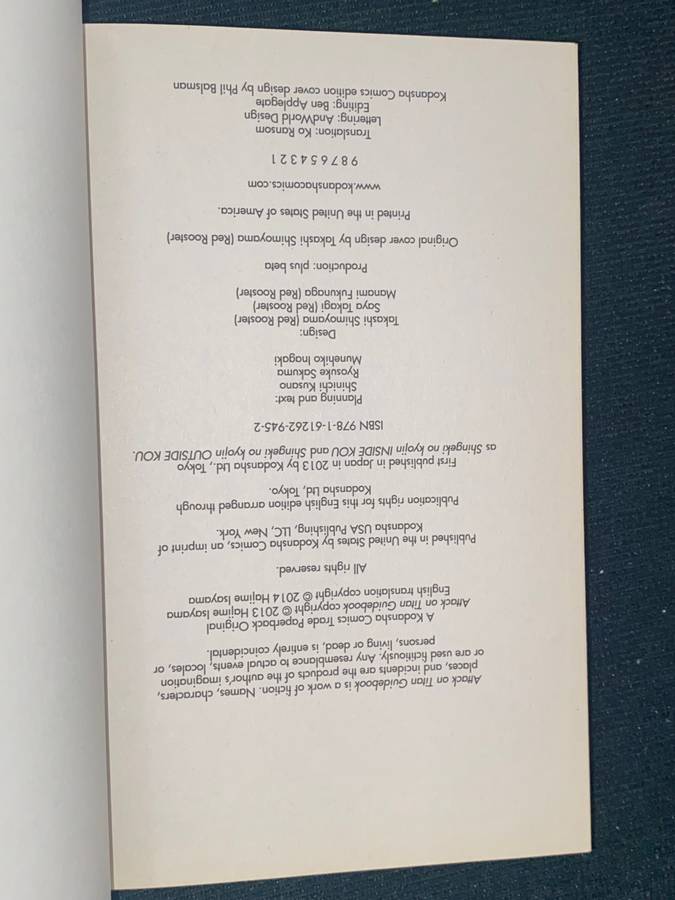 Attack on Titan Guidebook is a work of fiction. Names, characters,
places, and incidents are the products of the author's imagination
or are used fictitiously. Any resemblance to actual events, locales, or
persons, living or dead, is entirely coincidental.
A Kodansha Comics Trade Paperback Original
Attack on Titan Guidebook copyright © 2013 Hajime Isayama
English translation copyright © 2014 Hajime Isayama
All rights reserved.
Published in the United States by Kodansha Comics, an imprint of
Kodansha USA Publishing, LLC, New York.
Publication rights for this English edition arranged through
Kodansha Ltd, Tokyo.
First published in Japan in 2013 by Kodansha Ltd., Tokyo
as Shingeki no kyojin INSIDE KOU and Shingeki no kyojin OUTSIDE KOU.
ISBN 978-1-61262-945-2
Planning and text:
Shinichi Kusano
Ryosuke Sakuma
Munehiko Inagaki
Design:
Takashi Shimoyama (Red Rooster)
Saya Takagi (Red Rooster)
Manami Fukunaga (Red Rooster)
Production: plus beta
Original cover design by Takashi Shimoyama (Red Rooster)
Printed in the United States of America.
www.kodanshacomics.com
9 8 7 6 5 4 3 2 1
Translation: Ko Ransom
Lettering: AndWorld Design
Editing: Ben Applegate
Kodansha Comics edition cover design by Phil Balsman